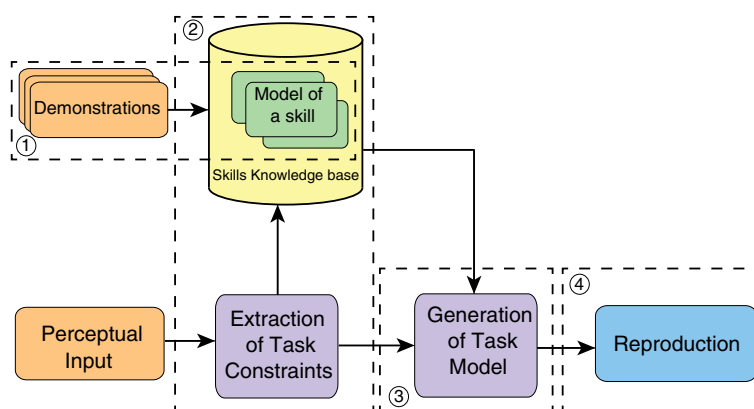 ②
Demonstrations
Model of
a skill
①
Skills Knowledge base
Perceptual
Input
Extraction
of Task
Constraints
Generation
of Task
Model
③
④
Reproduction